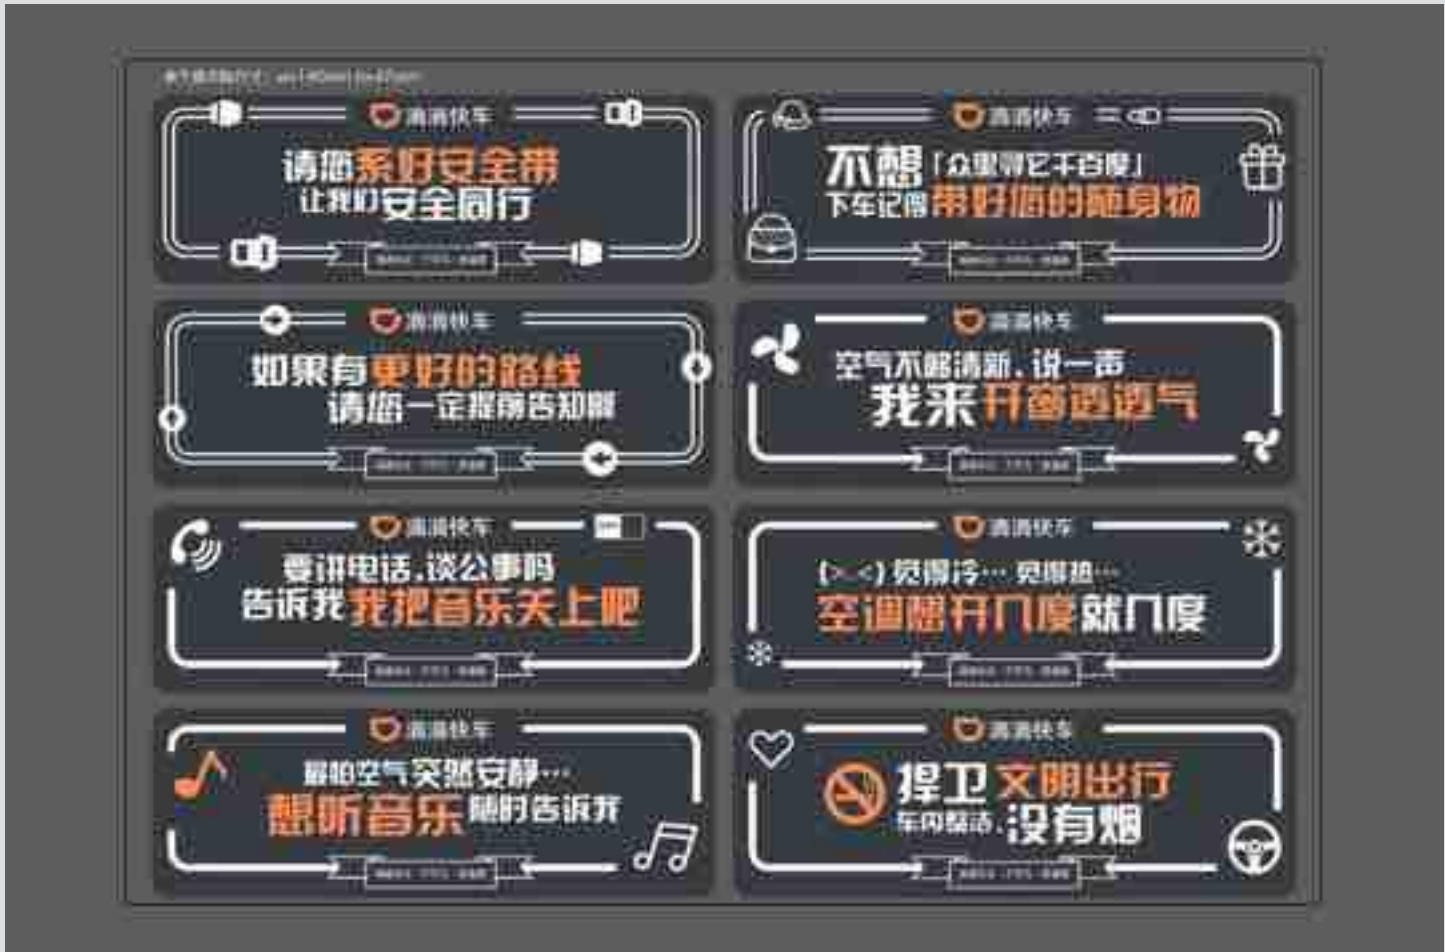 滴滴快车
请您系好安全带
让我们安全同行
滴滴快车
不想「众里寻它千百度」
下车记得带好您的随身物
滴滴快车
如果有更好的路线
请您一定提前告知喔
滴滴快车
空气不够清新,说一声
我来开窗透透气
滴滴快车
要讲电话,谈公事吗
告诉我我把音乐关上吧
滴滴快车
(>_<)觉得冷… 觉得热…
空调想开几度就几度
滴滴快车
最怕空气突然安静…
想听音乐随时告诉我
滴滴快车
捍卫文明出行
车内整洁,没有烟